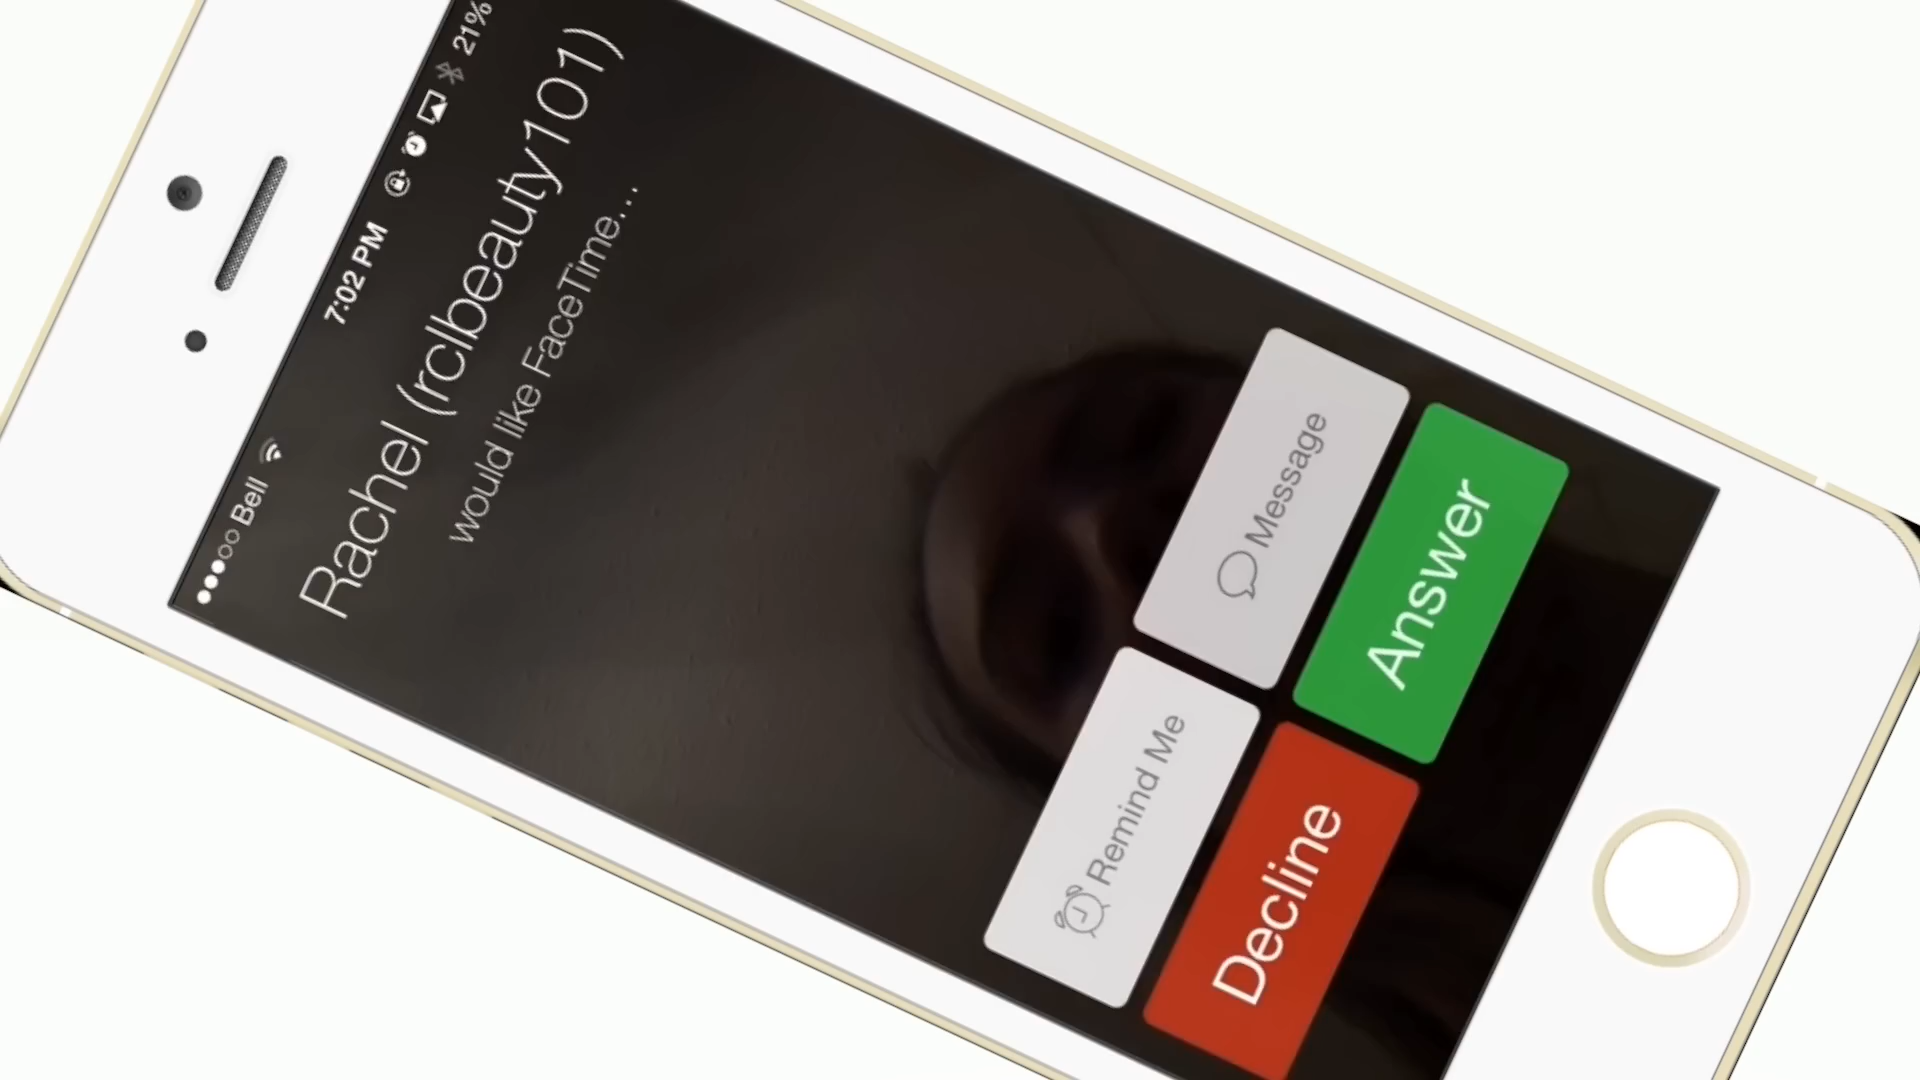 Bell 7:02 PM 21%
Rachel (rclbeauty101)
would like FaceTime...
Remind Me
Message
Decline
Answer